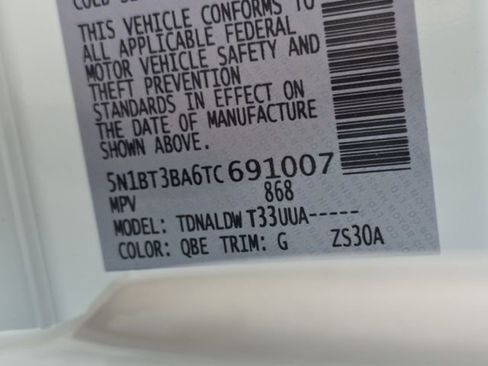 THIS VEHICLE CONFORMS TO
ALL APPLICABLE FEDERAL
MOTOR VEHICLE SAFETY AND
THEFT PREVENTION
STANDARDS IN EFFECT ON
THE DATE OF MANUFACTURE
SHOWN ABOVE.
5N1BT3BA6TC691007
MPV 868
MODEL: TDNALDW T33UUA-----
COLOR: QBE TRIM: G ZS30A